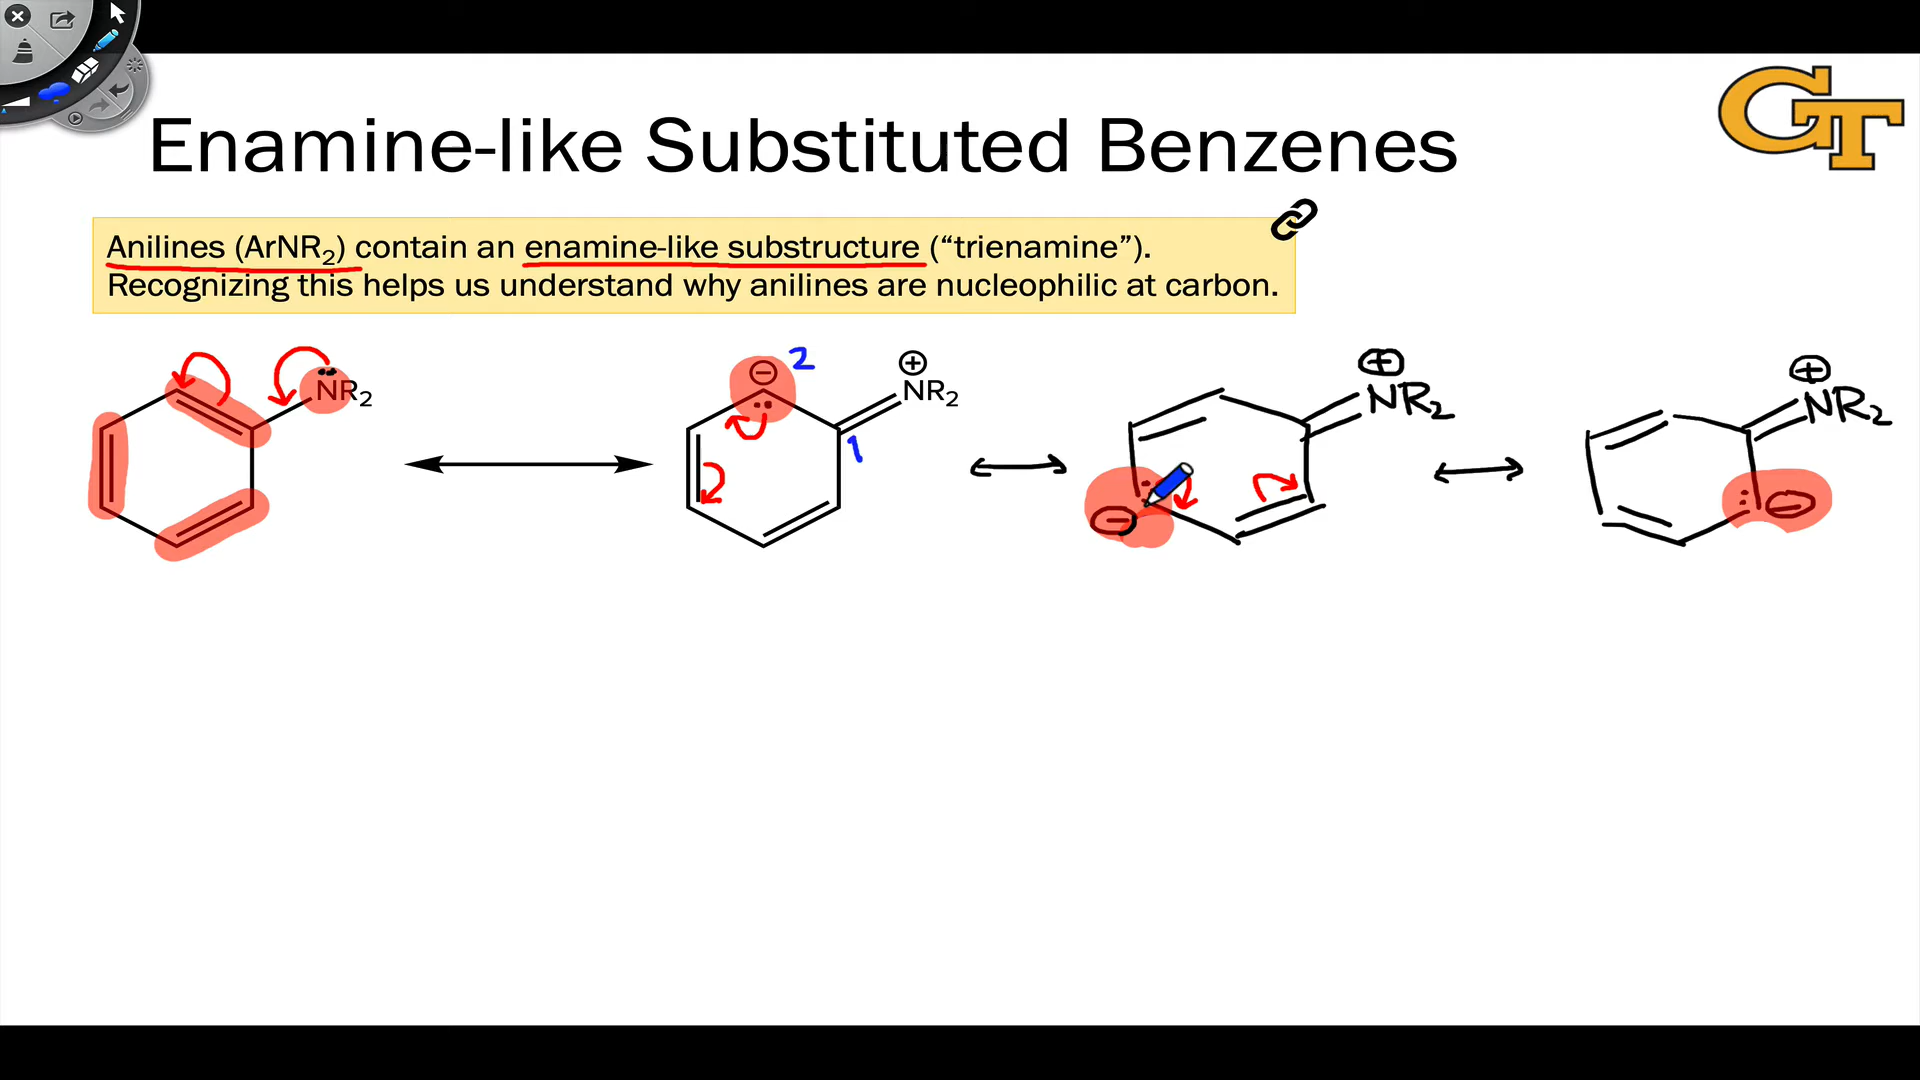 Enamine-like Substituted Benzenes
GT
Anilines (ArNR₂) contain an enamine-like substructure (“trienamine”).
Recognizing this helps us understand why anilines are nucleophilic at carbon.
NR₂
⊖ 2 ⊕ NR₂
1
⊕ NR₂
⊖
⊕ NR₂
⊖